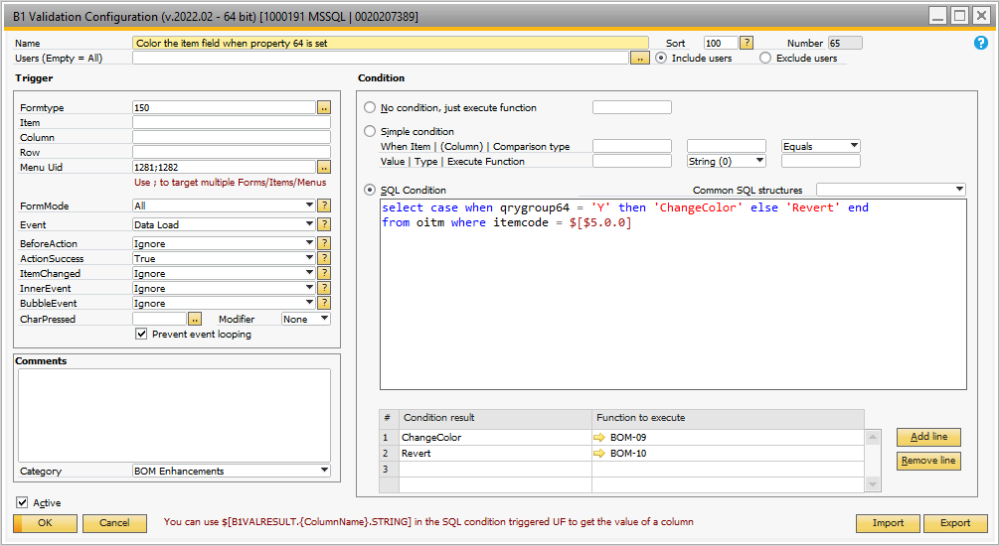 B1 Validation Configuration (v.2022.02 - 64 bit) [1000191 MSSQL | 0020207389]
Name Color the item field when property 64 is set Sort 100 ? Number 65 ?
Users (Empty = All) .. Include users Exclude users
Trigger
Formtype 150 ..
Item
Column
Row
Menu Uid 1281;1282 ..
Use ; to target multiple Forms/Items/Menus
FormMode All ?
Event Data Load ?
BeforeAction Ignore ?
ActionSuccess True ?
ItemChanged Ignore ?
InnerEvent Ignore ?
BubbleEvent Ignore ?
CharPressed .. Modifier None
Prevent event looping
Comments
Category BOM Enhancements
Condition
No condition, just execute function
Simple condition
When Item | (Column) | Comparison type Equals
Value | Type | Execute Function String (0)
SQL Condition Common SQL structures
select case when qrygroup64 = 'Y' then 'ChangeColor' else 'Revert' end
from oitm where itemcode = $[$5.0.0]
# Condition result Function to execute
1 ChangeColor BOM-09
2 Revert BOM-10
3
Add line
Remove line
Active
OK Cancel You can use $[B1VALRESULT.{ColumnName}.STRING] in the SQL condition triggered UF to get the value of a column Import Export